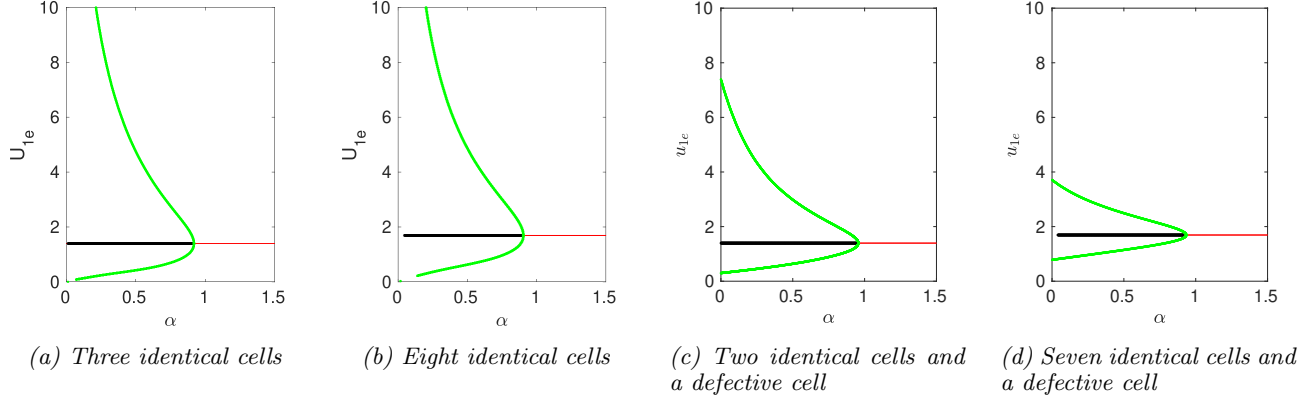 10
8
6
4
2
0
U1e
0
0.5
1
1.5
α
(a) Three identical cells
10
8
6
4
2
0
U1e
0
0.5
1
1.5
α
(b) Eight identical cells
10
8
6
4
2
0
u1e
0
0.5
1
1.5
α
(c) Two identical cells and
a defective cell
10
8
6
4
2
0
u1e
0
0.5
1
1.5
α
(d) Seven identical cells and
a defective cell